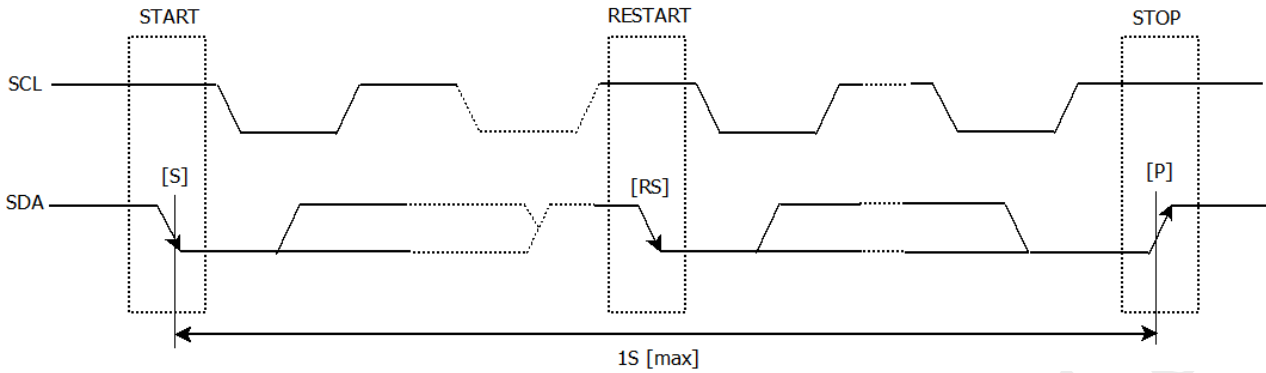 START
RESTART
STOP
SCL
[S]
[RS]
[P]
SDA
1S [max]